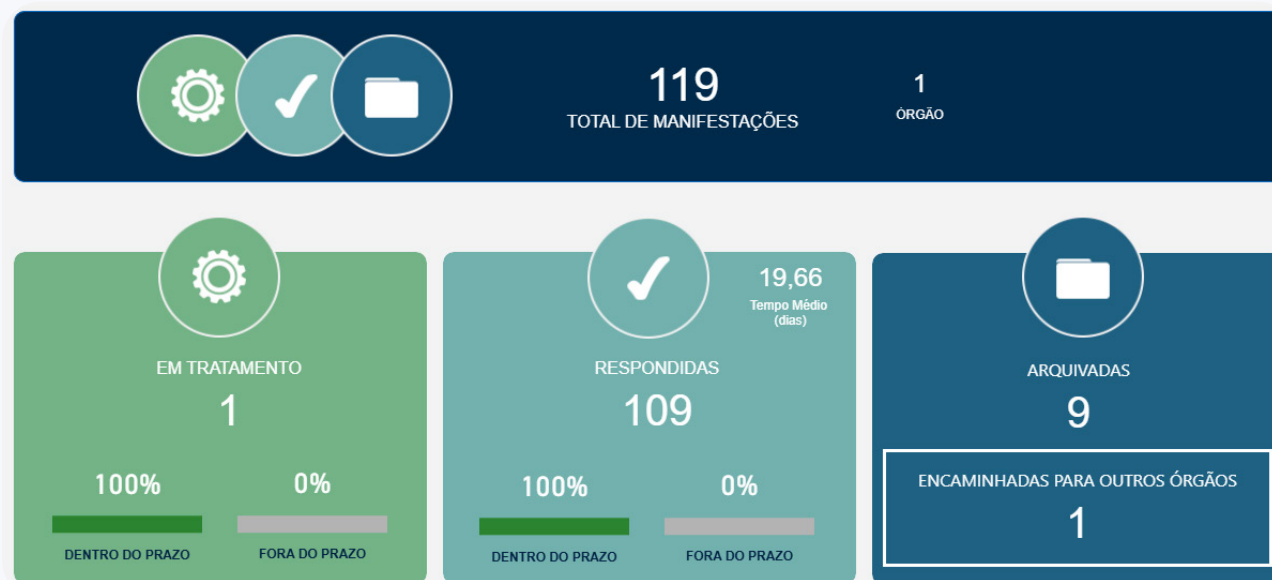 119
TOTAL DE MANIFESTAÇÕES
1
ÓRGÃO
EM TRATAMENTO
1
100%
0%
DENTRO DO PRAZO
FORA DO PRAZO
19,66
Tempo Médio
(dias)
RESPONDIDAS
109
100%
0%
DENTRO DO PRAZO
FORA DO PRAZO
ARQUIVADAS
9
ENCAMINHADAS PARA OUTROS ÓRGÃOS
1